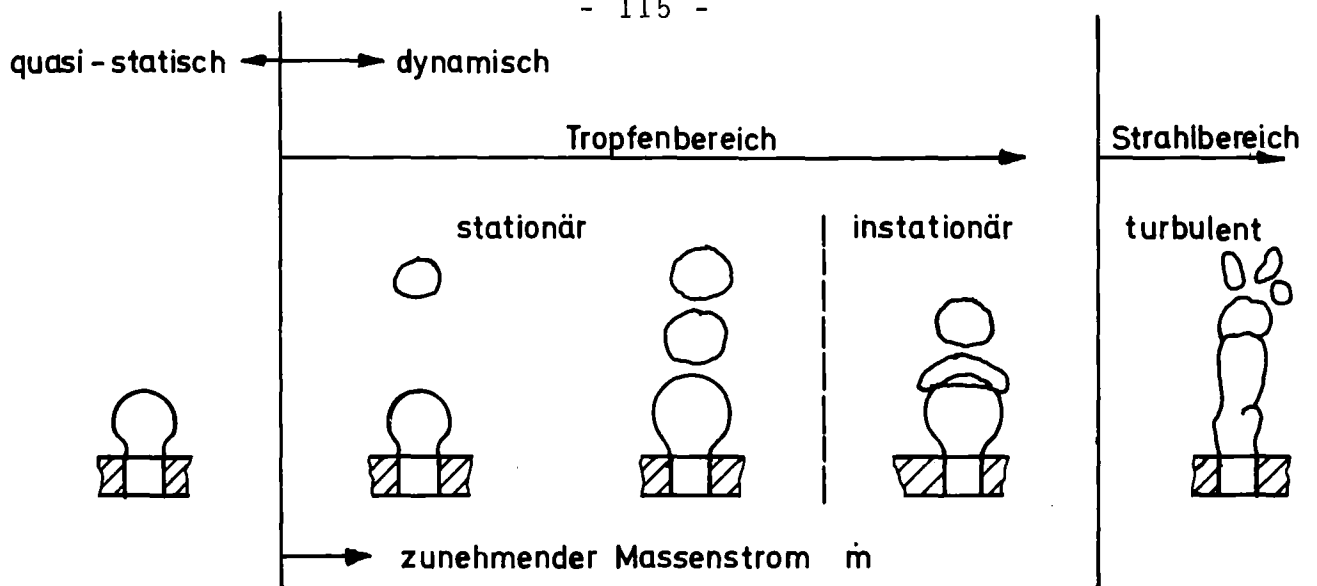 - 115 -
quasi-statisch dynamisch
Tropfenbereich Strahlbereich
stationär instationär turbulent
zunehmender Massenstrom ṁ